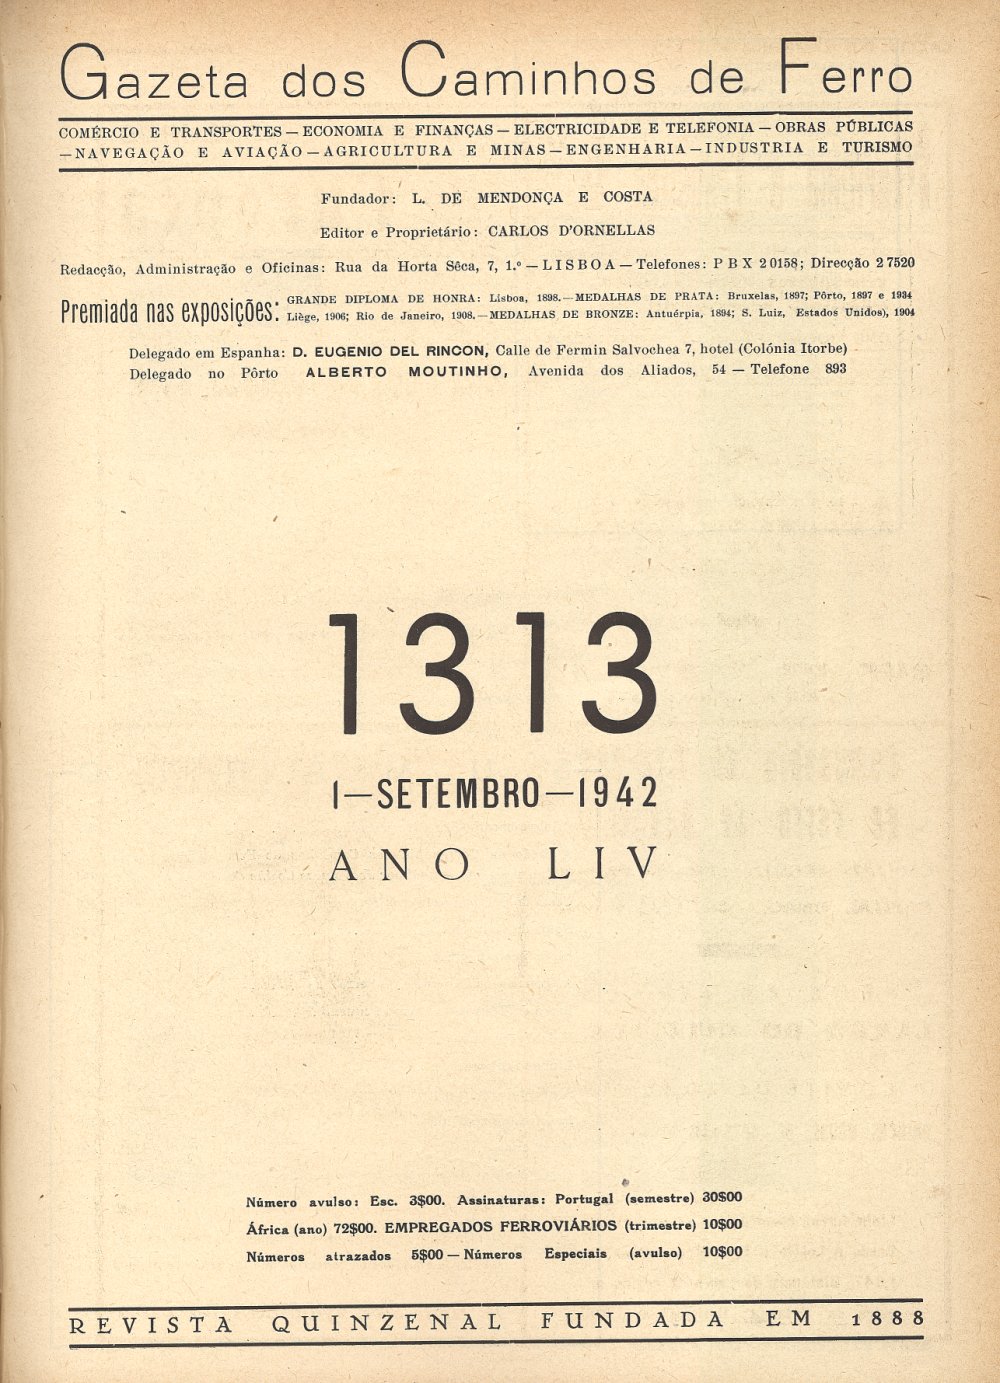 Gazeta dos Caminhos de Ferro
COMÉRCIO E TRANSPORTES — ECONOMIA E FINANÇAS — ELECTRICIDADE E TELEFONIA — OBRAS PÚBLICAS
— NAVEGAÇÃO E AVIAÇÃO — AGRICULTURA E MINAS — ENGENHARIA — INDUSTRIA E TURISMO
Fundador: L. DE MENDONÇA E COSTA
Editor e Proprietário: CARLOS D'ORNELLAS
Redacção, Administração e Oficinas: Rua da Horta Sêca, 7, 1.º — LISBOA — Telefones: PBX 20158; Direcção 27520
Premiada nas exposições: GRANDE DIPLOMA DE HONRA: Lisboa, 1898. — MEDALHAS DE PRATA: Bruxelas, 1897; Pôrto, 1897 e 1934
Liège, 1906; Rio de Janeiro, 1908. — MEDALHAS DE BRONZE: Antuérpia, 1894; S. Luiz, Estados Unidos), 1904
Delegado em Espanha: D. EUGENIO DEL RINCON, Calle de Fermin Salvochea 7, hotel (Colónia Itorbe)
Delegado no Pôrto ALBERTO MOUTINHO, Avenida dos Aliados, 54 — Telefone 893
1313
1—SETEMBRO—1942
ANO LIV
Número avulso: Esc. 3$00. Assinaturas: Portugal (semestre) 30$00
África (ano) 72$00. EMPREGADOS FERROVIÁRIOS (trimestre) 10$00
Números atrazados 5$00 — Números Especiais (avulso) 10$00
REVISTA QUINZENAL FUNDADA EM 1888